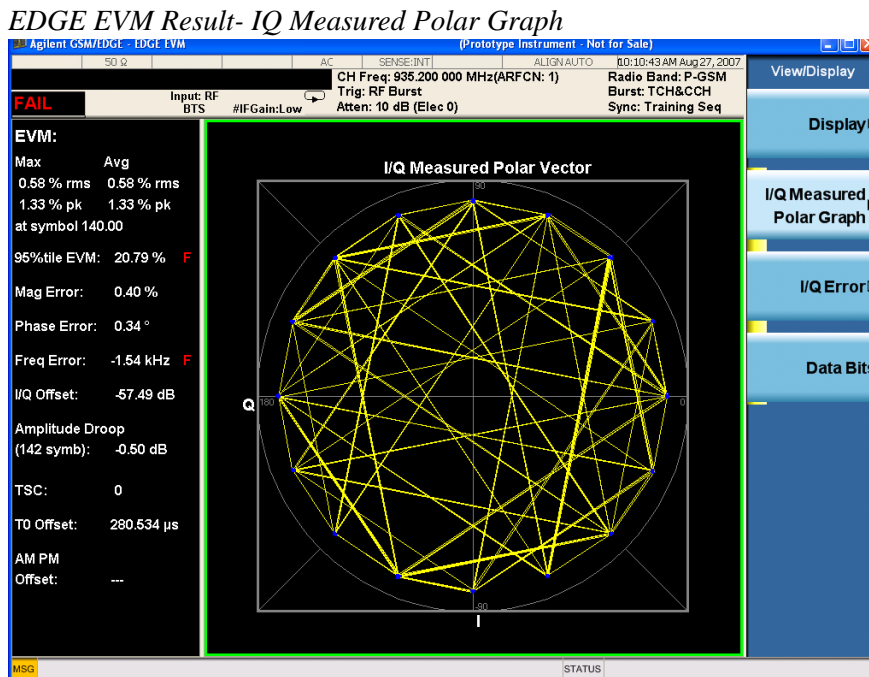 EDGE EVM Result- IQ Measured Polar Graph
Agilent GSM/EDGE - EDGE EVM (Prototype Instrument - Not for Sale)
50 Ω AC SENSE:INT ALIGN AUTO 10:10:43 AM Aug 27, 2007
CH Freq: 935.200 000 MHz(ARFCN: 1) Radio Band: P-GSM
FAIL Input: RF Trig: RF Burst Burst: TCH&CCH
BTS #IFGain:Low Atten: 10 dB (Elec 0) Sync: Training Seq
View/Display
Display
I/Q Measured
Polar Graph
I/Q Error
Data Bits
EVM:
Max Avg
0.58 % rms 0.58 % rms
1.33 % pk 1.33 % pk
at symbol 140.00
95%tile EVM: 20.79 % F
Mag Error: 0.40 %
Phase Error: 0.34 °
Freq Error: -1.54 kHz F
I/Q Offset: -57.49 dB
Amplitude Droop
(142 symb): -0.50 dB
TSC: 0
T0 Offset: 280.534 µs
AM PM
Offset: ---
I/Q Measured Polar Vector
90
Q 180 0
-90
I
MSG STATUS